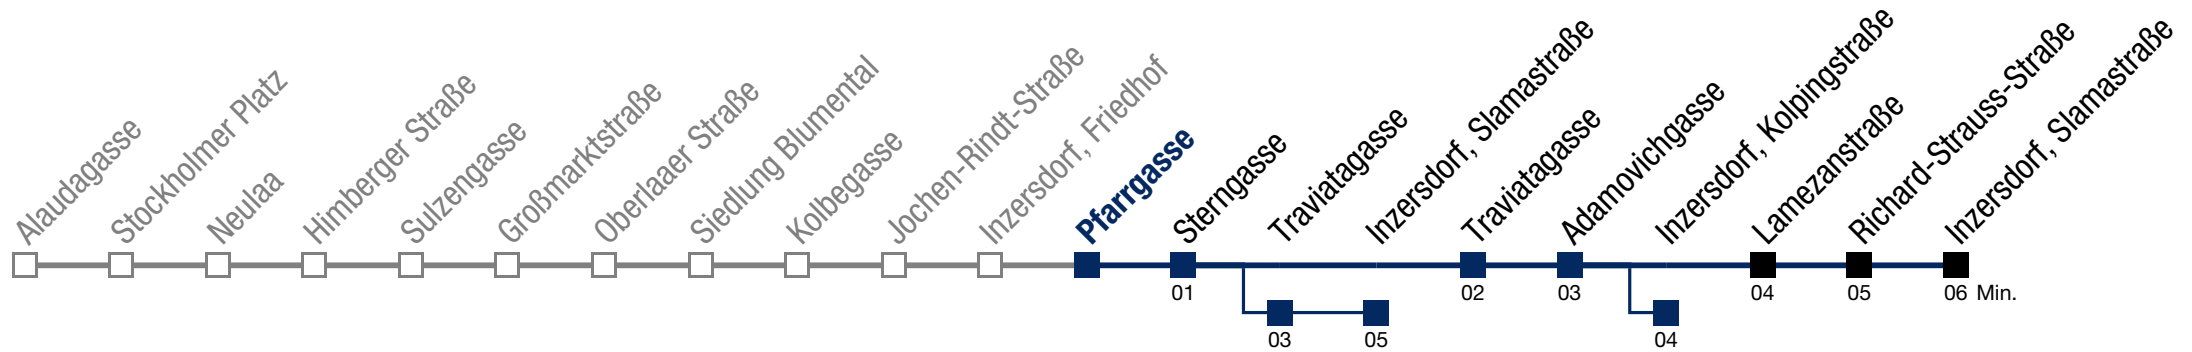 Alaudagasse
Stockholmer Platz
Neulaa
Himberger Straße
Sulzengasse
Großmarktstraße
Oberlaaer Straße
Siedlung Blumental
Kolbegasse
Jochen-Rindt-Straße
Inzersdorf, Friedhof
Pfarrgasse
Sterngasse
Traviatagasse
Inzersdorf, Slamastraße
Traviatagasse
Adamovichgasse
Inzersdorf, Kolpingstraße
Lamezanstraße
Richard-Strauss-Straße
Inzersdorf, Slamastraße
01 02 03 04 05 06 Min.
03 05 04